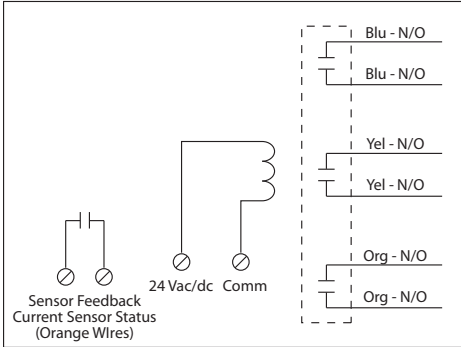 Blu - N/O
Blu - N/O
Yel - N/O
Yel - N/O
Org - N/O
Org - N/O
24 Vac/dc Comm
Sensor Feedback
Current Sensor Status
(Orange WIres)